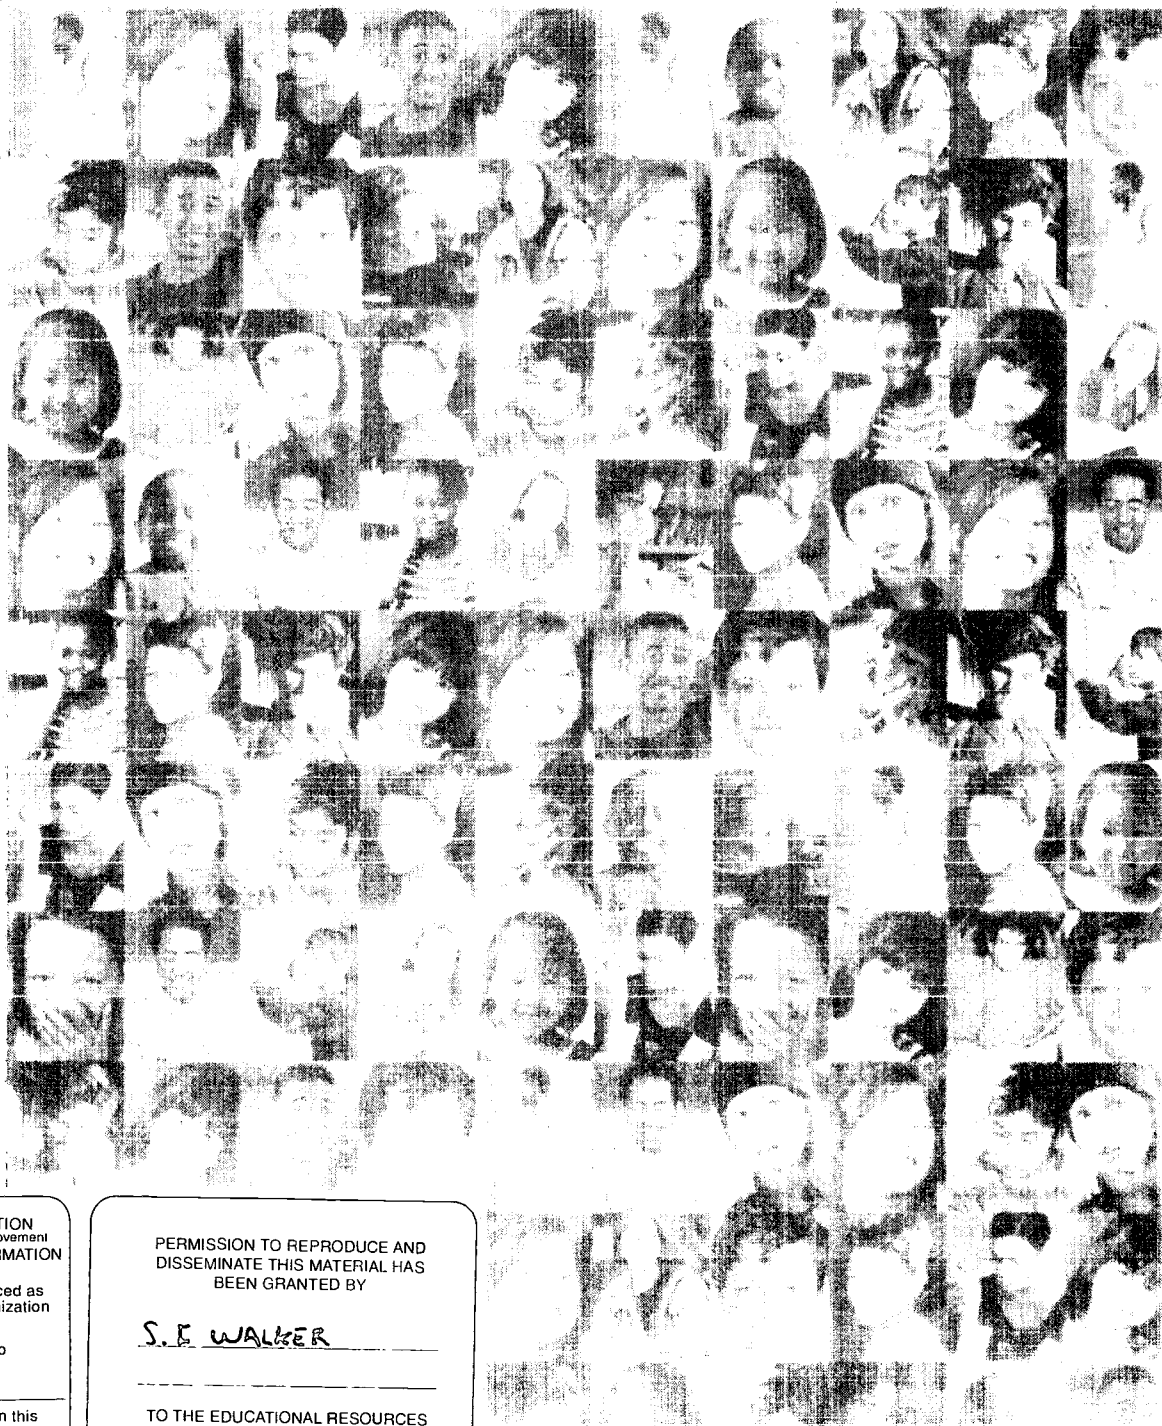 TION
ovement
RMATION
ced as
ization
o
n this
PERMISSION TO REPRODUCE AND
DISSEMINATE THIS MATERIAL HAS
BEEN GRANTED BY
S. E WALKER
TO THE EDUCATIONAL RESOURCES